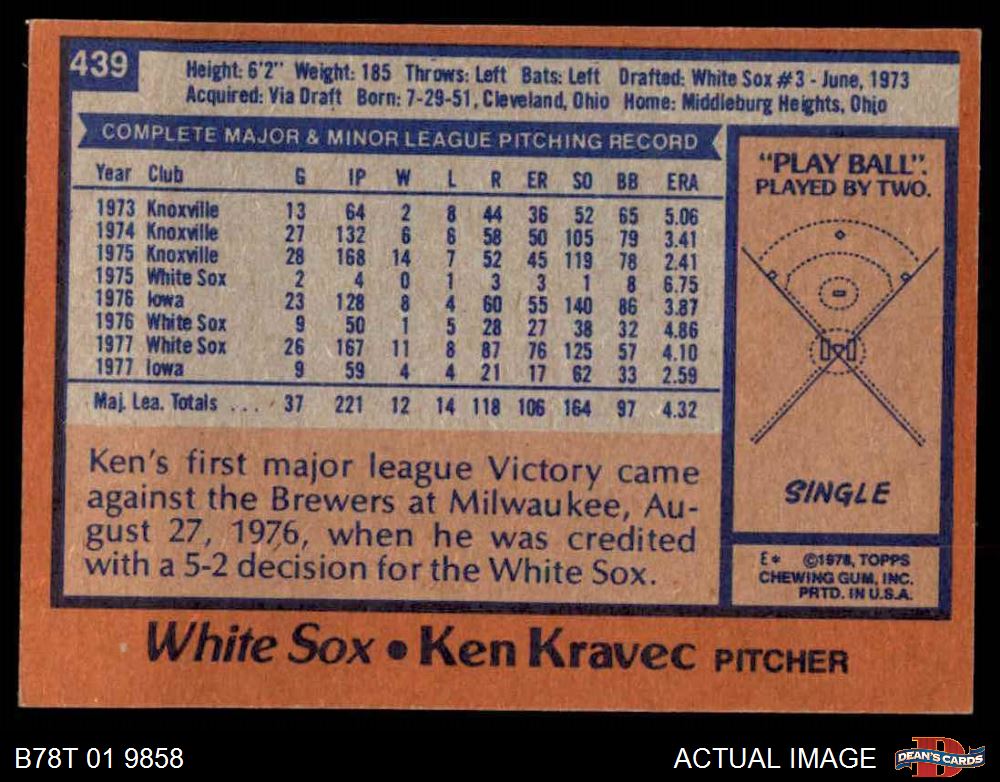 439
Height: 6'2" Weight: 185 Throws: Left Bats: Left Drafted: White Sox #3 - June, 1973
Acquired: Via Draft Born: 7-29-51, Cleveland, Ohio Home: Middleburg Heights, Ohio
COMPLETE MAJOR & MINOR LEAGUE PITCHING RECORD
Year Club G IP W L R ER SO BB ERA
1973 Knoxville 13 64 2 8 44 36 52 65 5.06
1974 Knoxville 27 132 6 6 58 50 105 79 3.41
1975 Knoxville 28 168 14 7 52 45 119 78 2.41
1975 White Sox 2 4 0 1 3 3 1 8 6.75
1976 Iowa 23 128 8 4 60 55 140 86 3.87
1976 White Sox 9 50 1 5 28 27 38 32 4.86
1977 White Sox 26 167 11 8 87 76 125 57 4.10
1977 Iowa 9 59 4 4 21 17 62 33 2.59
Maj. Lea. Totals ... 37 221 12 14 118 106 164 97 4.32
Ken's first major league Victory came
against the Brewers at Milwaukee, Au-
gust 27, 1976, when he was credited
with a 5-2 decision for the White Sox.
"PLAY BALL".
PLAYED BY TWO.
SINGLE
E* ©1978, TOPPS
CHEWING GUM, INC.
PRTD. IN U.S.A.
White Sox • Ken Kravec PITCHER
B78T 01 9858
ACTUAL IMAGE
DEAN'S CARDS